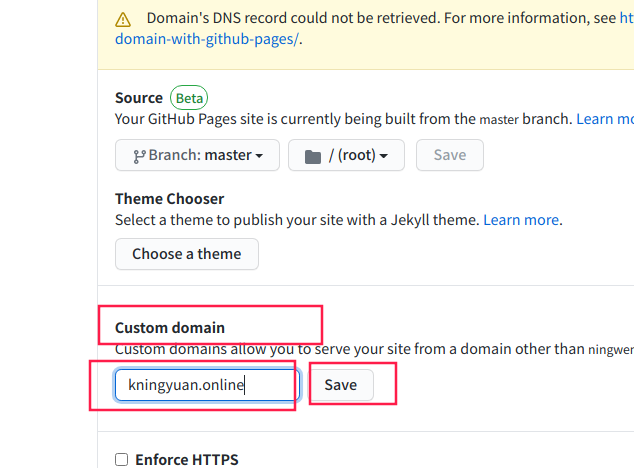 Domain's DNS record could not be retrieved. For more information, see ht
domain-with-github-pages/.
Source Beta
Your GitHub Pages site is currently being built from the master branch. Learn mo
Branch: master / (root) Save
Theme Chooser
Select a theme to publish your site with a Jekyll theme. Learn more.
Choose a theme
Custom domain
Custom domains allow you to serve your site from a domain other than ningwen
kningyuan.online Save
Enforce HTTPS